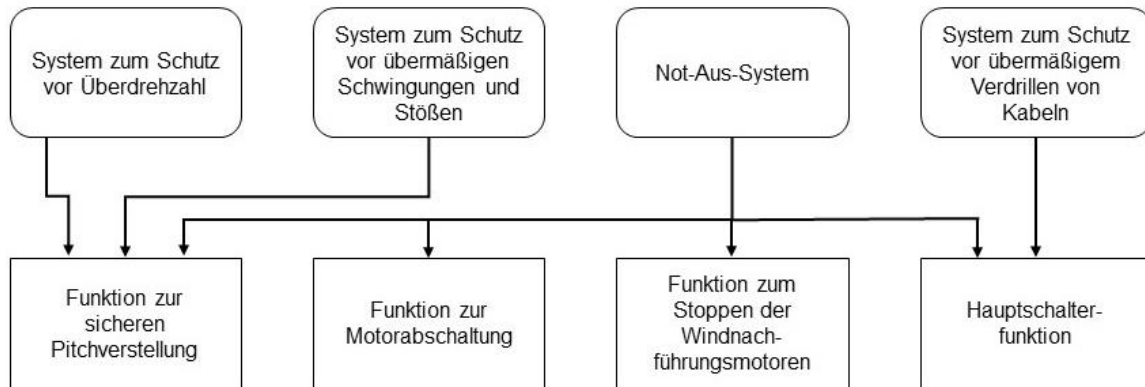 System zum Schutz
vor Überdrehzahl
System zum Schutz
vor übermäßigen
Schwingungen und
Stößen
Not-Aus-System
System zum Schutz
vor übermäßigem
Verdrillen von
Kabeln
Funktion zur
sicheren
Pitchverstellung
Funktion zur
Motorabschaltung
Funktion zum
Stoppen der
Windnach-
führungsmotoren
Hauptschalter-
funktion